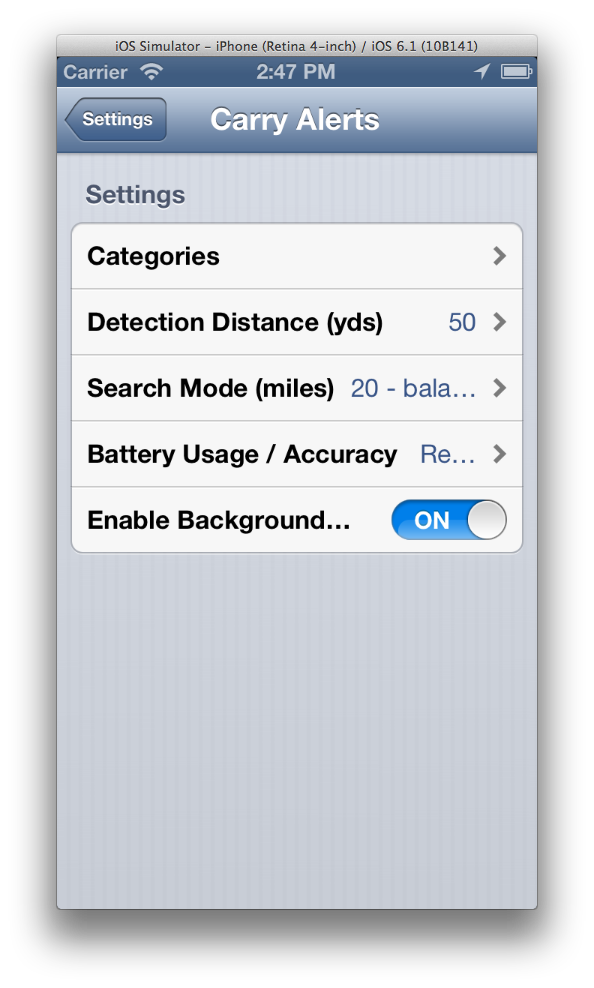 iOS Simulator – iPhone (Retina 4-inch) / iOS 6.1 (10B141)
Carrier 2:47 PM
Settings Carry Alerts
Settings
Categories
Detection Distance (yds) 50
Search Mode (miles) 20 - bala...
Battery Usage / Accuracy Re...
Enable Background... ON